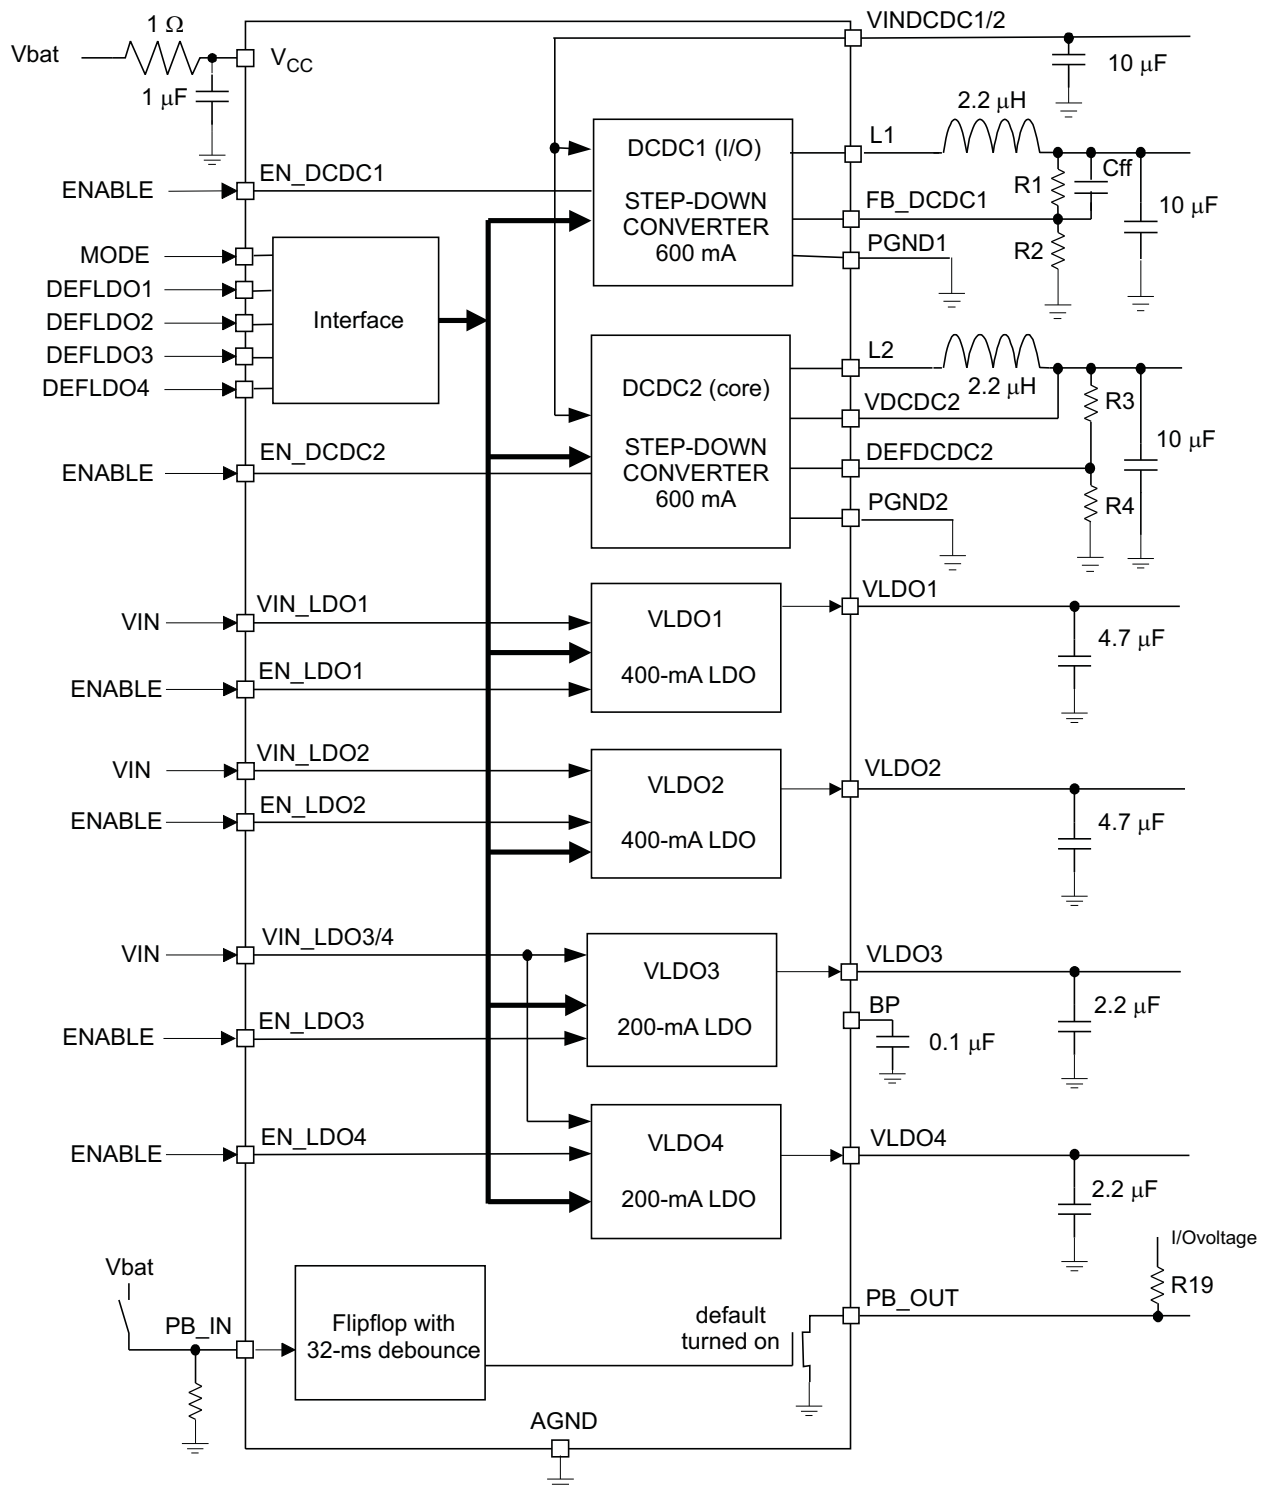 VINDCDC1/2
1 Ω
Vbat
VCC
10 μF
1 μF
2.2 μH
DCDC1 (I/O)
STEP-DOWN
CONVERTER
600 mA
L1
Cff
R1
ENABLE
EN_DCDC1
FB_DCDC1
10 μF
PGND1
R2
MODE
DEFLDO1
DEFLDO2
DEFLDO3
DEFLDO4
Interface
L2
2.2 μH
DCDC2 (core)
STEP-DOWN
CONVERTER
600 mA
VDCDC2
R3
10 μF
ENABLE
EN_DCDC2
DEFDCDC2
PGND2
R4
VIN
VIN_LDO1
VLDO1
400-mA LDO
VLDO1
4.7 μF
ENABLE
EN_LDO1
VIN
VIN_LDO2
VLDO2
400-mA LDO
VLDO2
4.7 μF
ENABLE
EN_LDO2
VIN
VIN_LDO3/4
VLDO3
200-mA LDO
VLDO3
2.2 μF
BP
0.1 μF
ENABLE
EN_LDO3
ENABLE
EN_LDO4
VLDO4
200-mA LDO
VLDO4
2.2 μF
I/Ovoltage
R19
Vbat
PB_IN
Flipflop with
32-ms debounce
default
turned on
PB_OUT
AGND